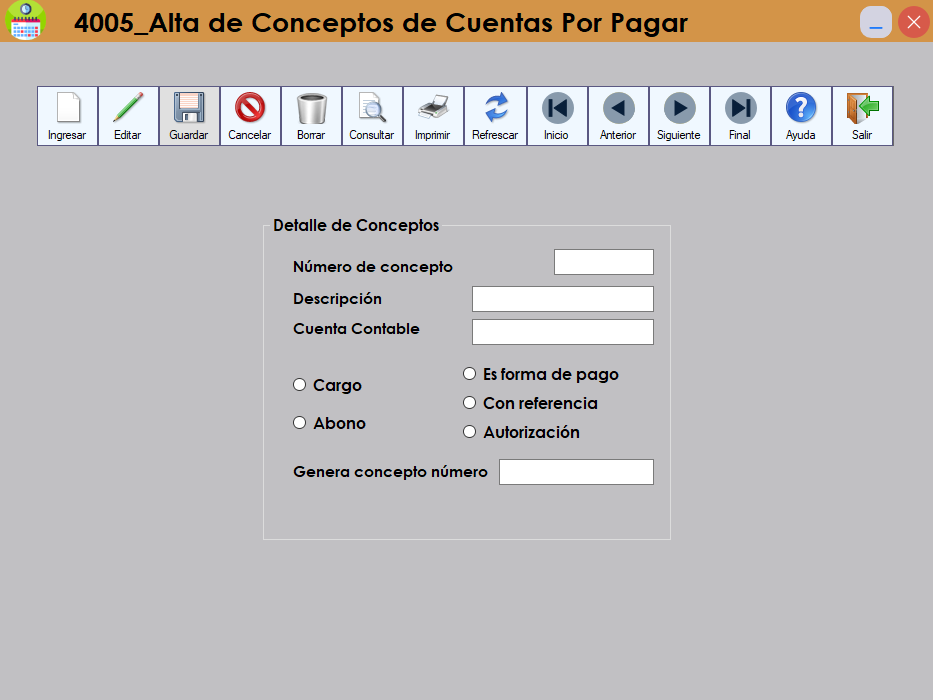 4005_Alta de Conceptos de Cuentas Por Pagar
Ingresar Editar Guardar Cancelar Borrar Consultar Imprimir Refrescar Inicio Anterior Siguiente Final Ayuda Salir
Detalle de Conceptos
Número de concepto
Descripción
Cuenta Contable
Cargo
Abono
Es forma de pago
Con referencia
Autorización
Genera concepto número